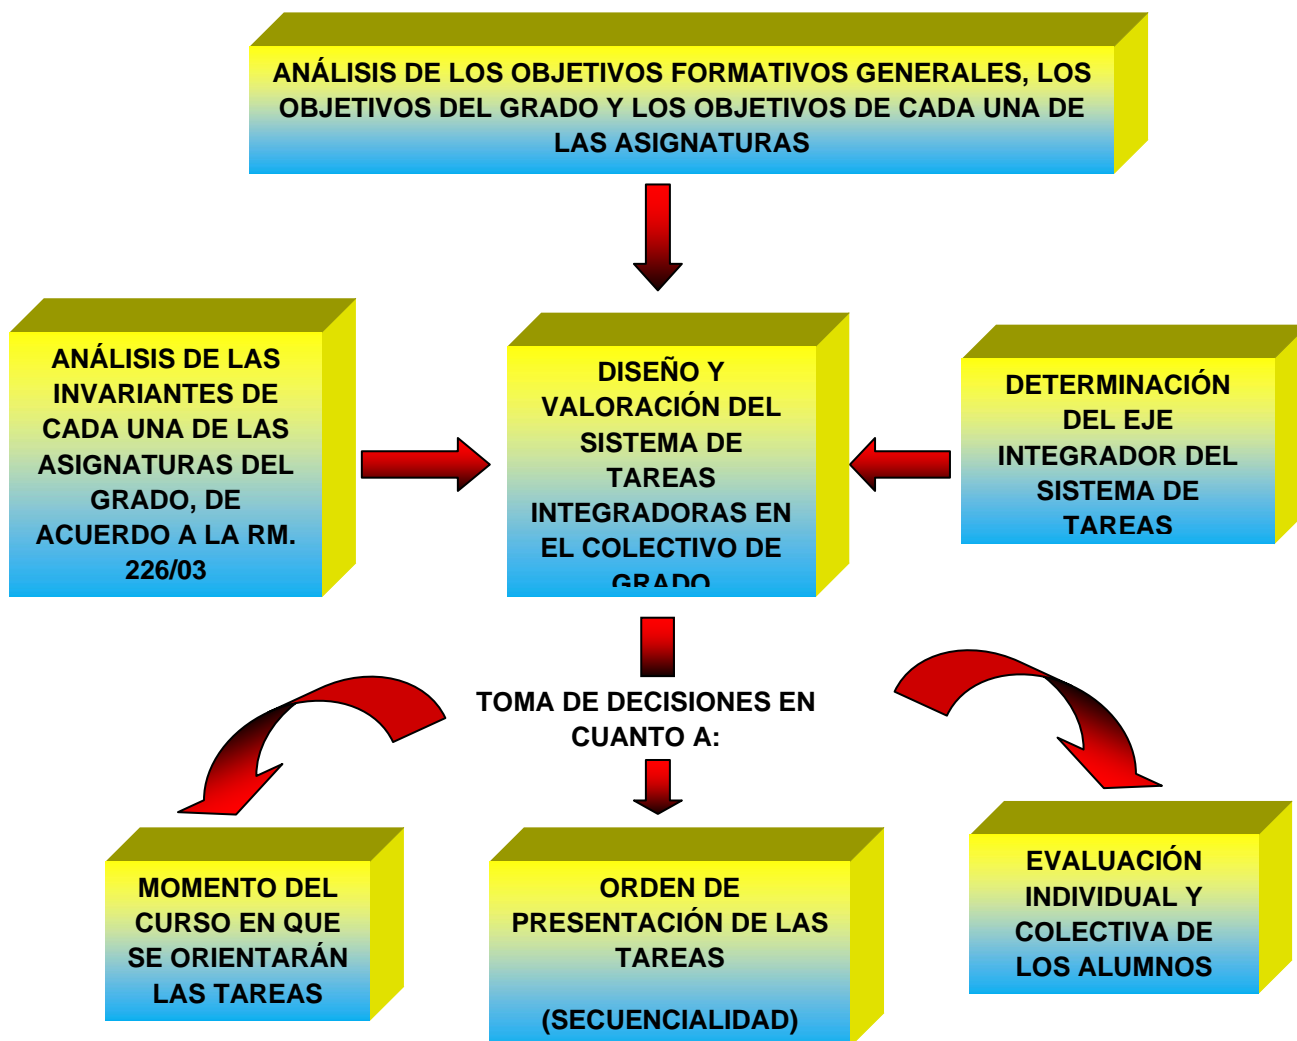 ANÁLISIS DE LOS OBJETIVOS FORMATIVOS GENERALES, LOS
OBJETIVOS DEL GRADO Y LOS OBJETIVOS DE CADA UNA DE
LAS ASIGNATURAS
ANÁLISIS DE LAS
INVARIANTES DE
CADA UNA DE LAS
ASIGNATURAS DEL
GRADO, DE
ACUERDO A LA RM.
226/03
DISEÑO Y
VALORACIÓN DEL
SISTEMA DE
TAREAS
INTEGRADORAS EN
EL COLECTIVO DE
GRADO
DETERMINACIÓN
DEL EJE
INTEGRADOR DEL
SISTEMA DE
TAREAS
TOMA DE DECISIONES EN
CUANTO A:
MOMENTO DEL
CURSO EN QUE
SE ORIENTARÁN
LAS TAREAS
ORDEN DE
PRESENTACIÓN DE LAS
TAREAS
(SECUENCIALIDAD)
EVALUACIÓN
INDIVIDUAL Y
COLECTIVA DE
LOS ALUMNOS